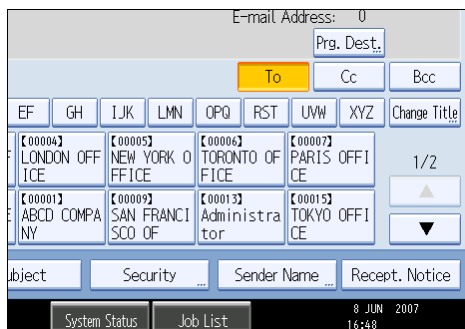 E-mail Address: 0
Prg. Dest.
To Cc Bcc
EF GH IJK LMN OPQ RST UVW XYZ Change Title
[00004] [00005] [00006] [00007]
LONDON OFF NEW YORK O TORONTO OF PARIS OFFI
ICE FFICE FICE CE
1/2
[00001] [00009] [00013] [00015]
ABCD COMPA SAN FRANCI Administra TOKYO OFFI
NY SCO OF tor CE
ubject Security Sender Name Recept. Notice
System Status Job List 8 JUN 2007
16:48